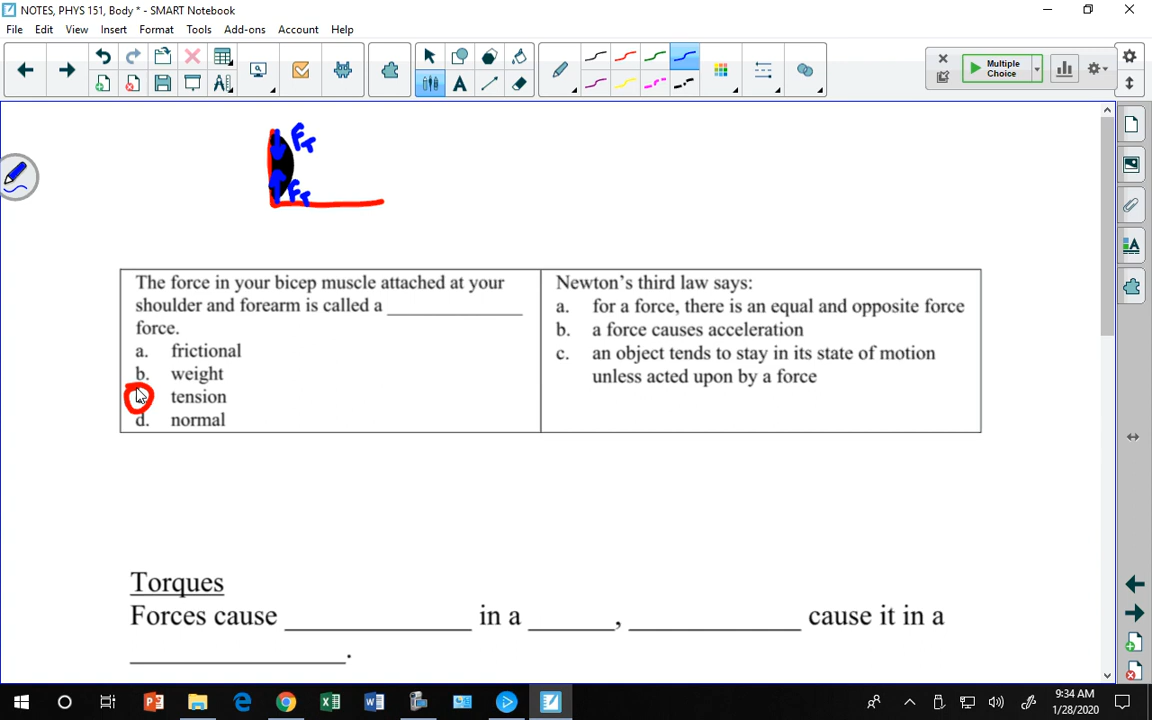 NOTES, PHYS 151, Body * - SMART Notebook
File Edit View Insert Format Tools Add-ons Account Help
Multiple
Choice
F_T
F_T
The force in your bicep muscle attached at your
shoulder and forearm is called a ______________
force.
a. frictional
b. weight
tension
d. normal
Newton's third law says:
a. for a force, there is an equal and opposite force
b. a force causes acceleration
c. an object tends to stay in its state of motion
unless acted upon by a force
Torques
Forces cause _____________ in a ______, ____________ cause it in a
_______________.
9:34 AM
1/28/2020